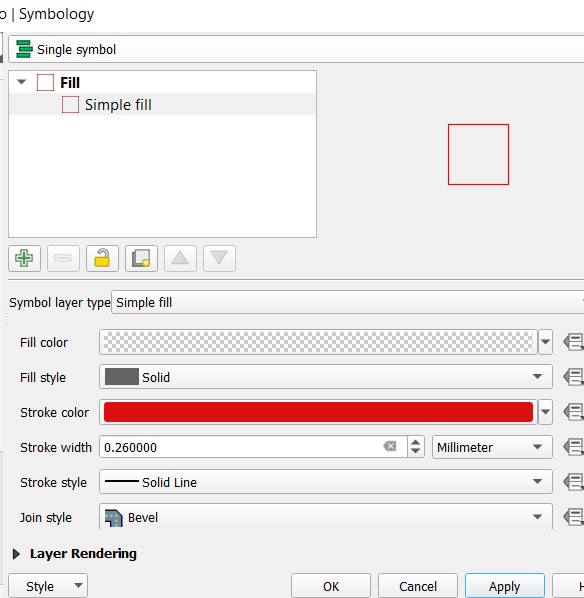 o | Symbology
Single symbol
Fill
Simple fill
Symbol layer type Simple fill
Fill color
Fill style Solid
Stroke color
Stroke width 0.260000 Millimeter
Stroke style Solid Line
Join style Bevel
Layer Rendering
Style OK Cancel Apply H